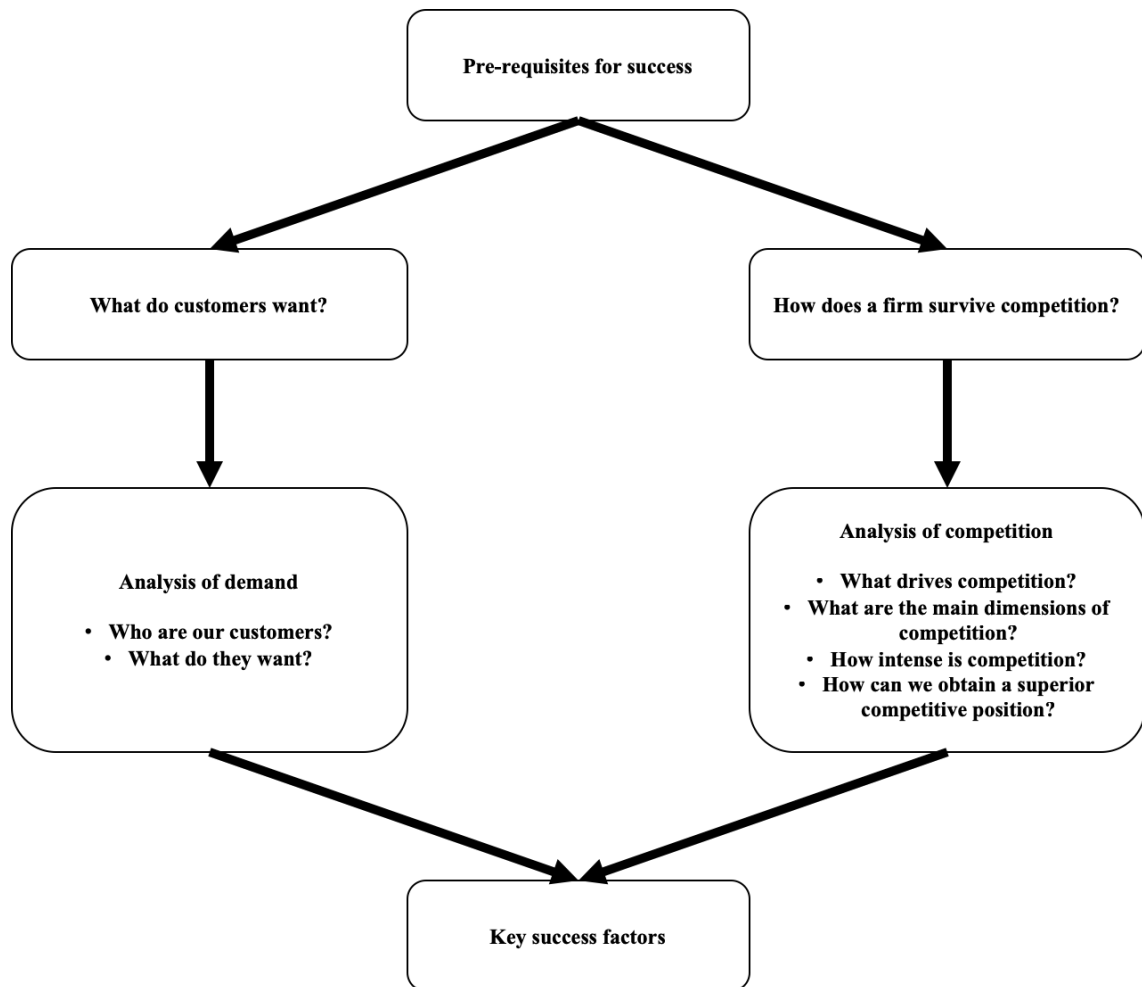 Pre-requisites for success
What do customers want?
How does a firm survive competition?
Analysis of demand
• Who are our customers?
• What do they want?
Analysis of competition
• What drives competition?
• What are the main dimensions of
competition?
• How intense is competition?
• How can we obtain a superior
competitive position?
Key success factors